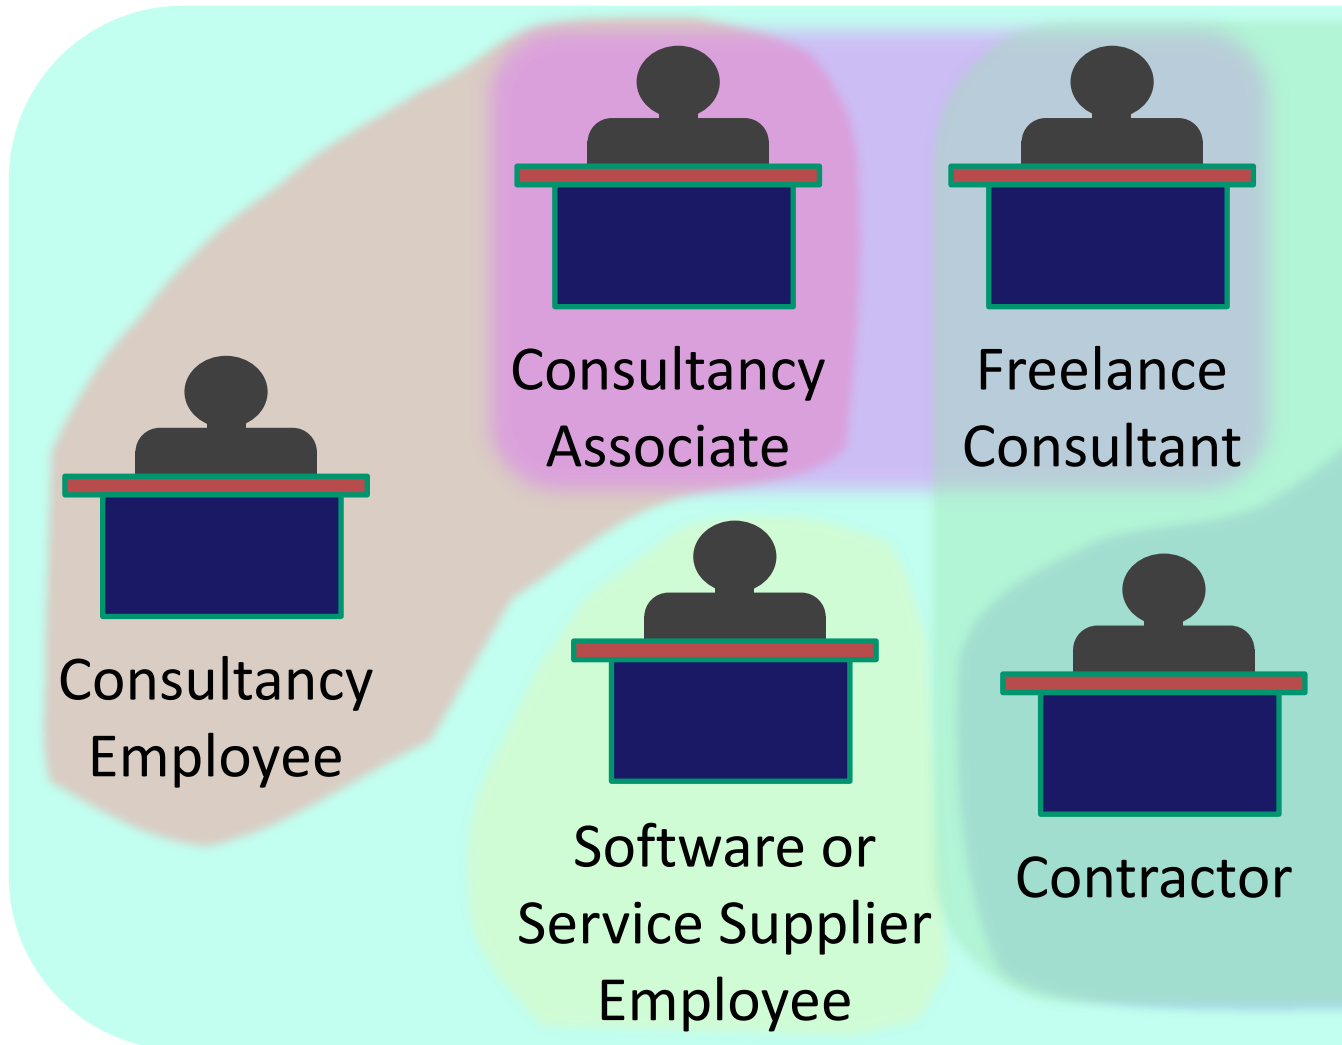 Consultancy
Associate
Freelance
Consultant
Consultancy
Employee
Software or
Service Supplier
Employee
Contractor